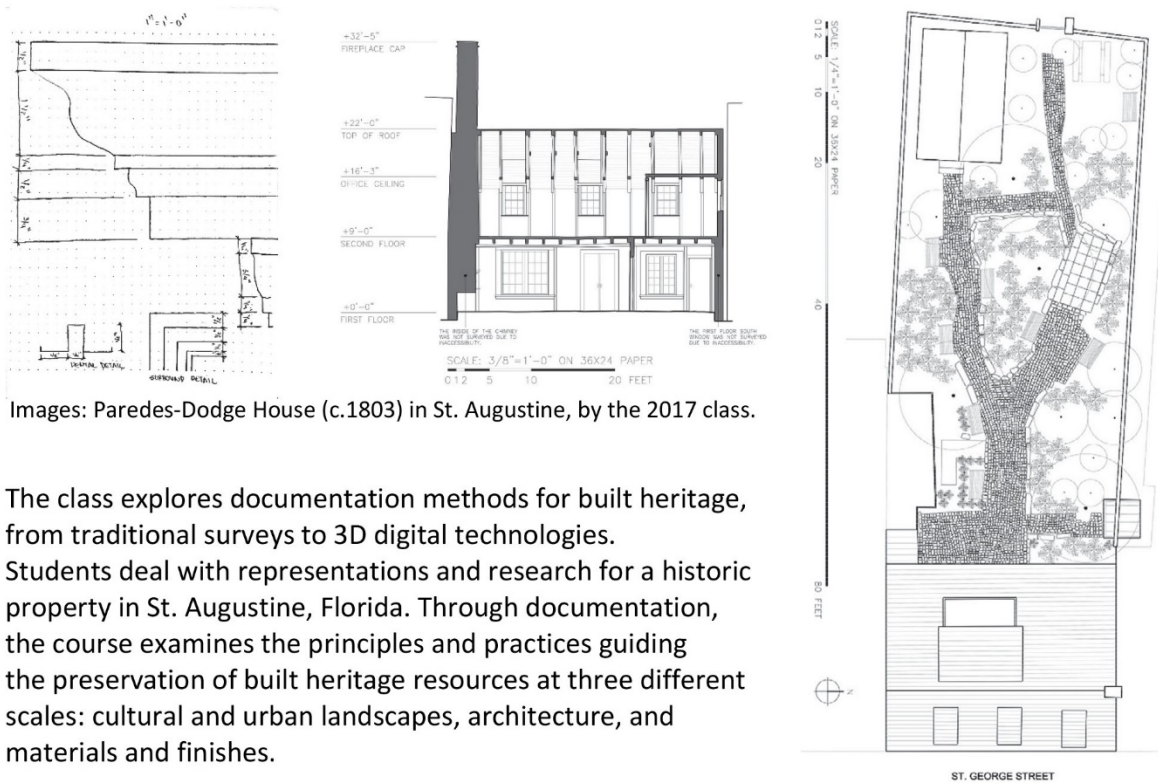 1"=1'-0"
DENTAL DETAIL
SURROUND DETAIL
+32'-5"
FIREPLACE CAP
+22'-0"
TOP OF ROOF
+16'-3"
OFFICE CEILING
+9'-0"
SECOND FLOOR
+0'-0"
FIRST FLOOR
THE INSIDE OF THE CHIMNEY
WAS NOT SURVEYED DUE TO
INACCESSIBILITY.
THE FIRST FLOOR SOUTH
WINDOW WAS NOT SURVEYED
DUE TO INACCESSIBILITY.
SCALE: 3/8"=1'-0" ON 36X24 PAPER
0 1 2 5 10 20 FEET
Images: Paredes-Dodge House (c.1803) in St. Augustine, by the 2017 class.
The class explores documentation methods for built heritage,
from traditional surveys to 3D digital technologies.
Students deal with representations and research for a historic
property in St. Augustine, Florida. Through documentation,
the course examines the principles and practices guiding
the preservation of built heritage resources at three different
scales: cultural and urban landscapes, architecture, and
materials and finishes.
SCALE: 1/4"=1'-0" ON 36X24 PAPER
0 1 2 5 10 20 40 80 FEET
N
ST. GEORGE STREET